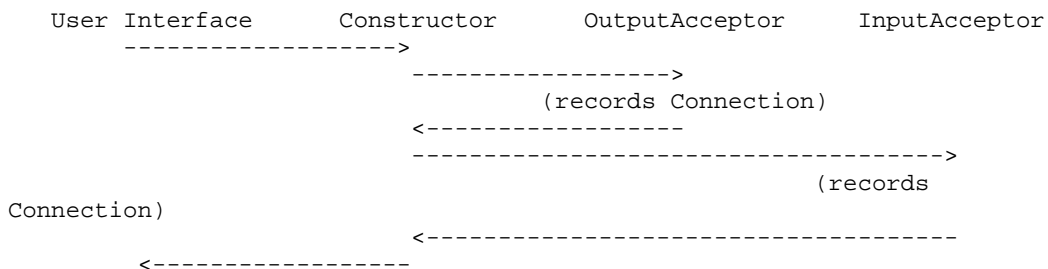 User Interface Constructor OutputAcceptor InputAcceptor
------------------->
------------------>
(records Connection)
<------------------
------------------------------------->
(records
Connection)
<-------------------------------------
<------------------